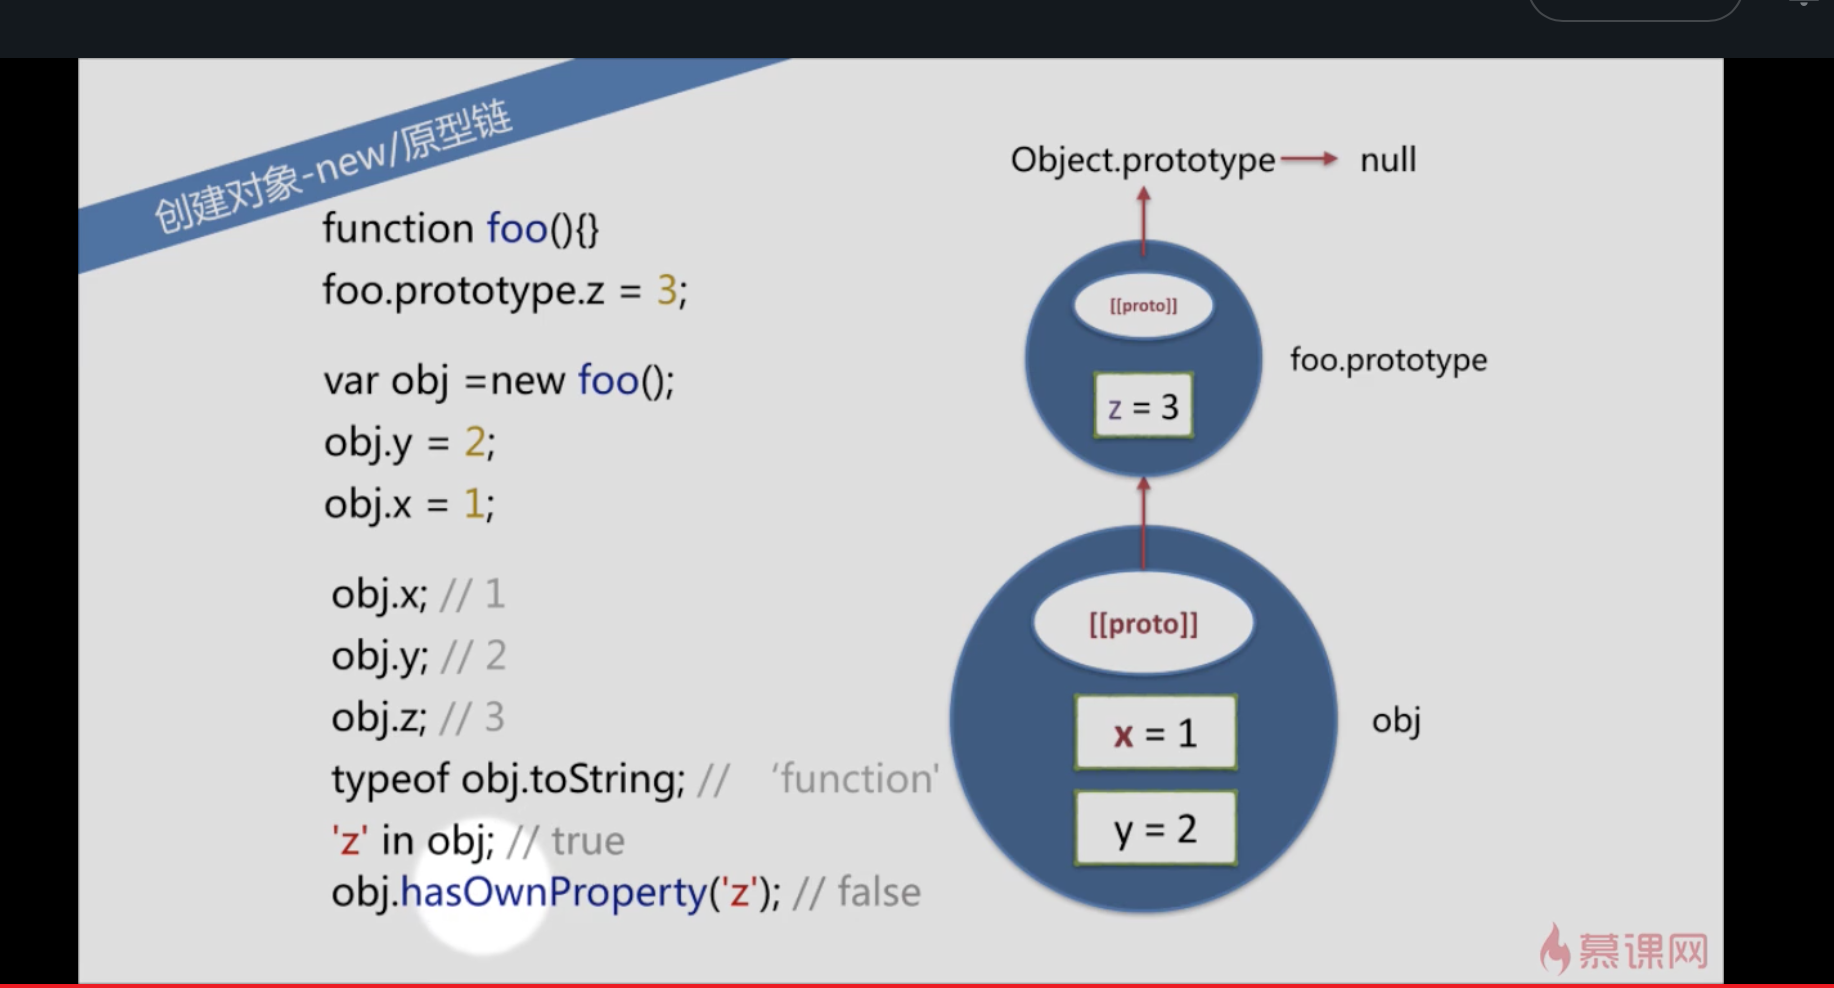 创建对象-new/原型链
function foo(){}
foo.prototype.z = 3;
var obj =new foo();
obj.y = 2;
obj.x = 1;
obj.x; // 1
obj.y; // 2
obj.z; // 3
typeof obj.toString; // ‘function'
'z' in obj; // true
obj.hasOwnProperty('z'); // false
Object.prototype
null
[[proto]]
z = 3
foo.prototype
[[proto]]
x = 1
y = 2
obj
慕课网